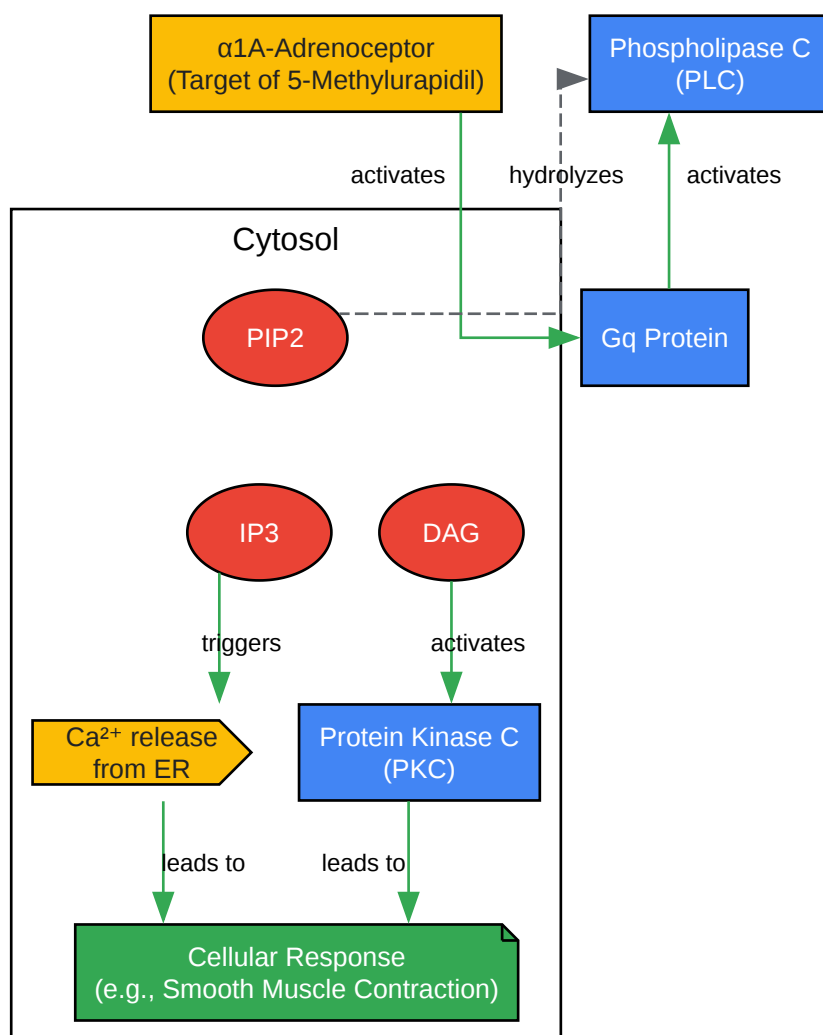 α1A-Adrenoceptor
(Target of 5-Methylurapidil)
Phospholipase C
(PLC)
activates
hydrolyzes
activates
Cytosol
PIP2
Gq Protein
IP3
DAG
triggers
activates
Ca²⁺ release
from ER
Protein Kinase C
(PKC)
leads to
leads to
Cellular Response
(e.g., Smooth Muscle Contraction)